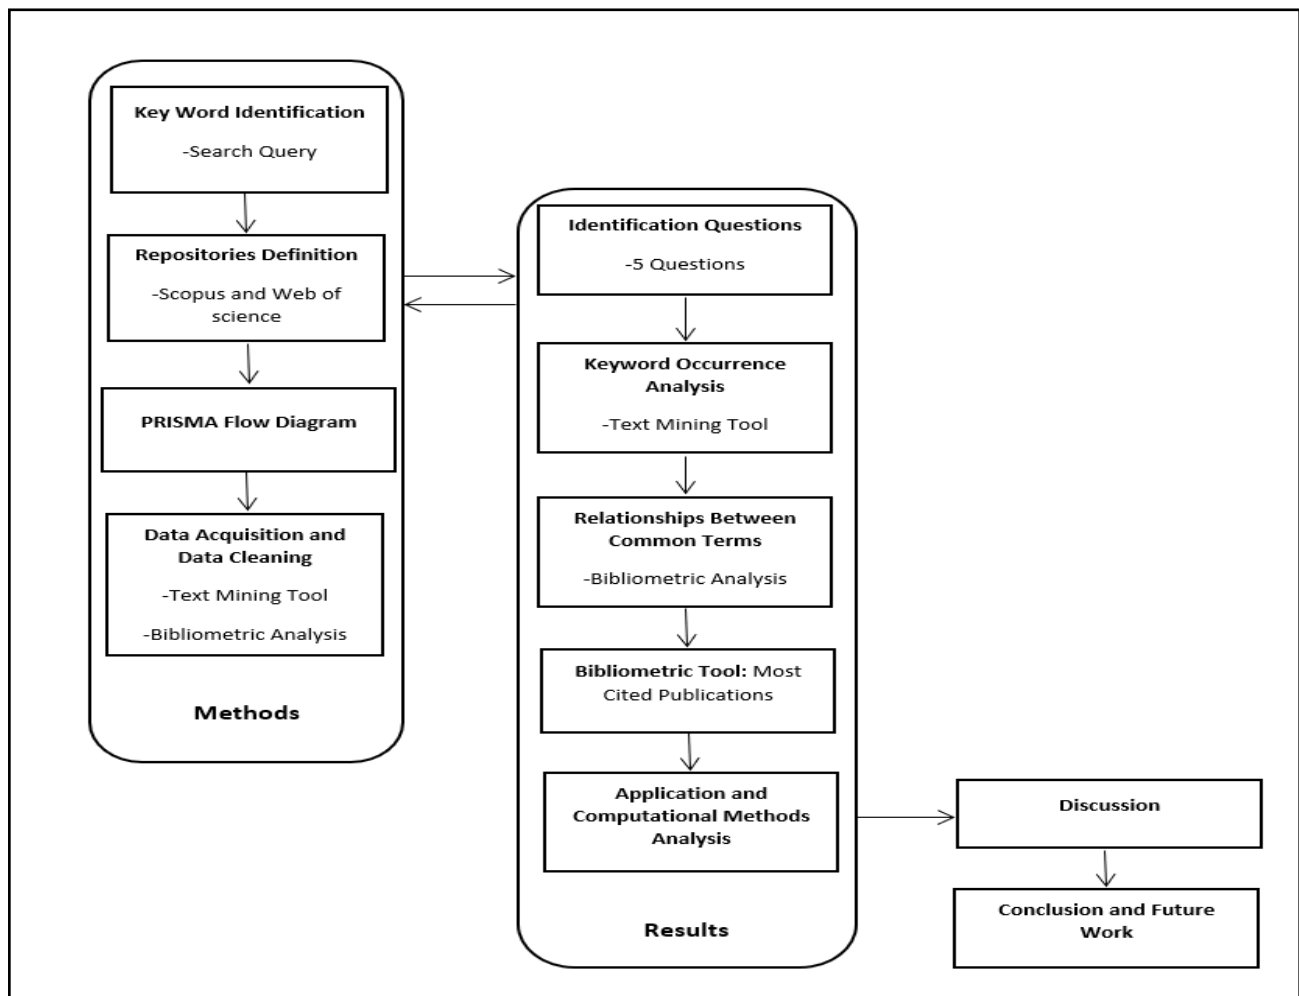 Key Word Identification
-Search Query
Repositories Definition
-Scopus and Web of
science
PRISMA Flow Diagram
Data Acquisition and
Data Cleaning
-Text Mining Tool
-Bibliometric Analysis
Methods
Identification Questions
-5 Questions
Keyword Occurrence
Analysis
-Text Mining Tool
Relationships Between
Common Terms
-Bibliometric Analysis
Bibliometric Tool: Most
Cited Publications
Application and
Computational Methods
Analysis
Results
Discussion
Conclusion and Future
Work